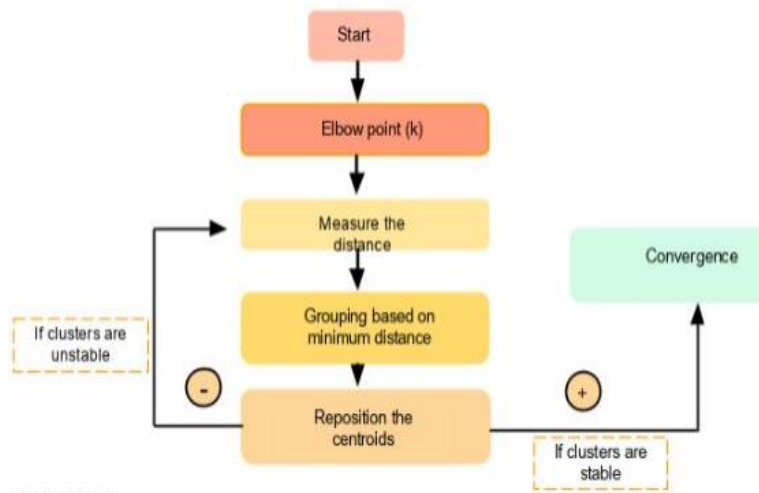 Start
Elbow point (k)
Measure the
distance
Convergence
Grouping based on
minimum distance
If clusters are
unstable
-
+
Reposition the
centroids
If clusters are
stable